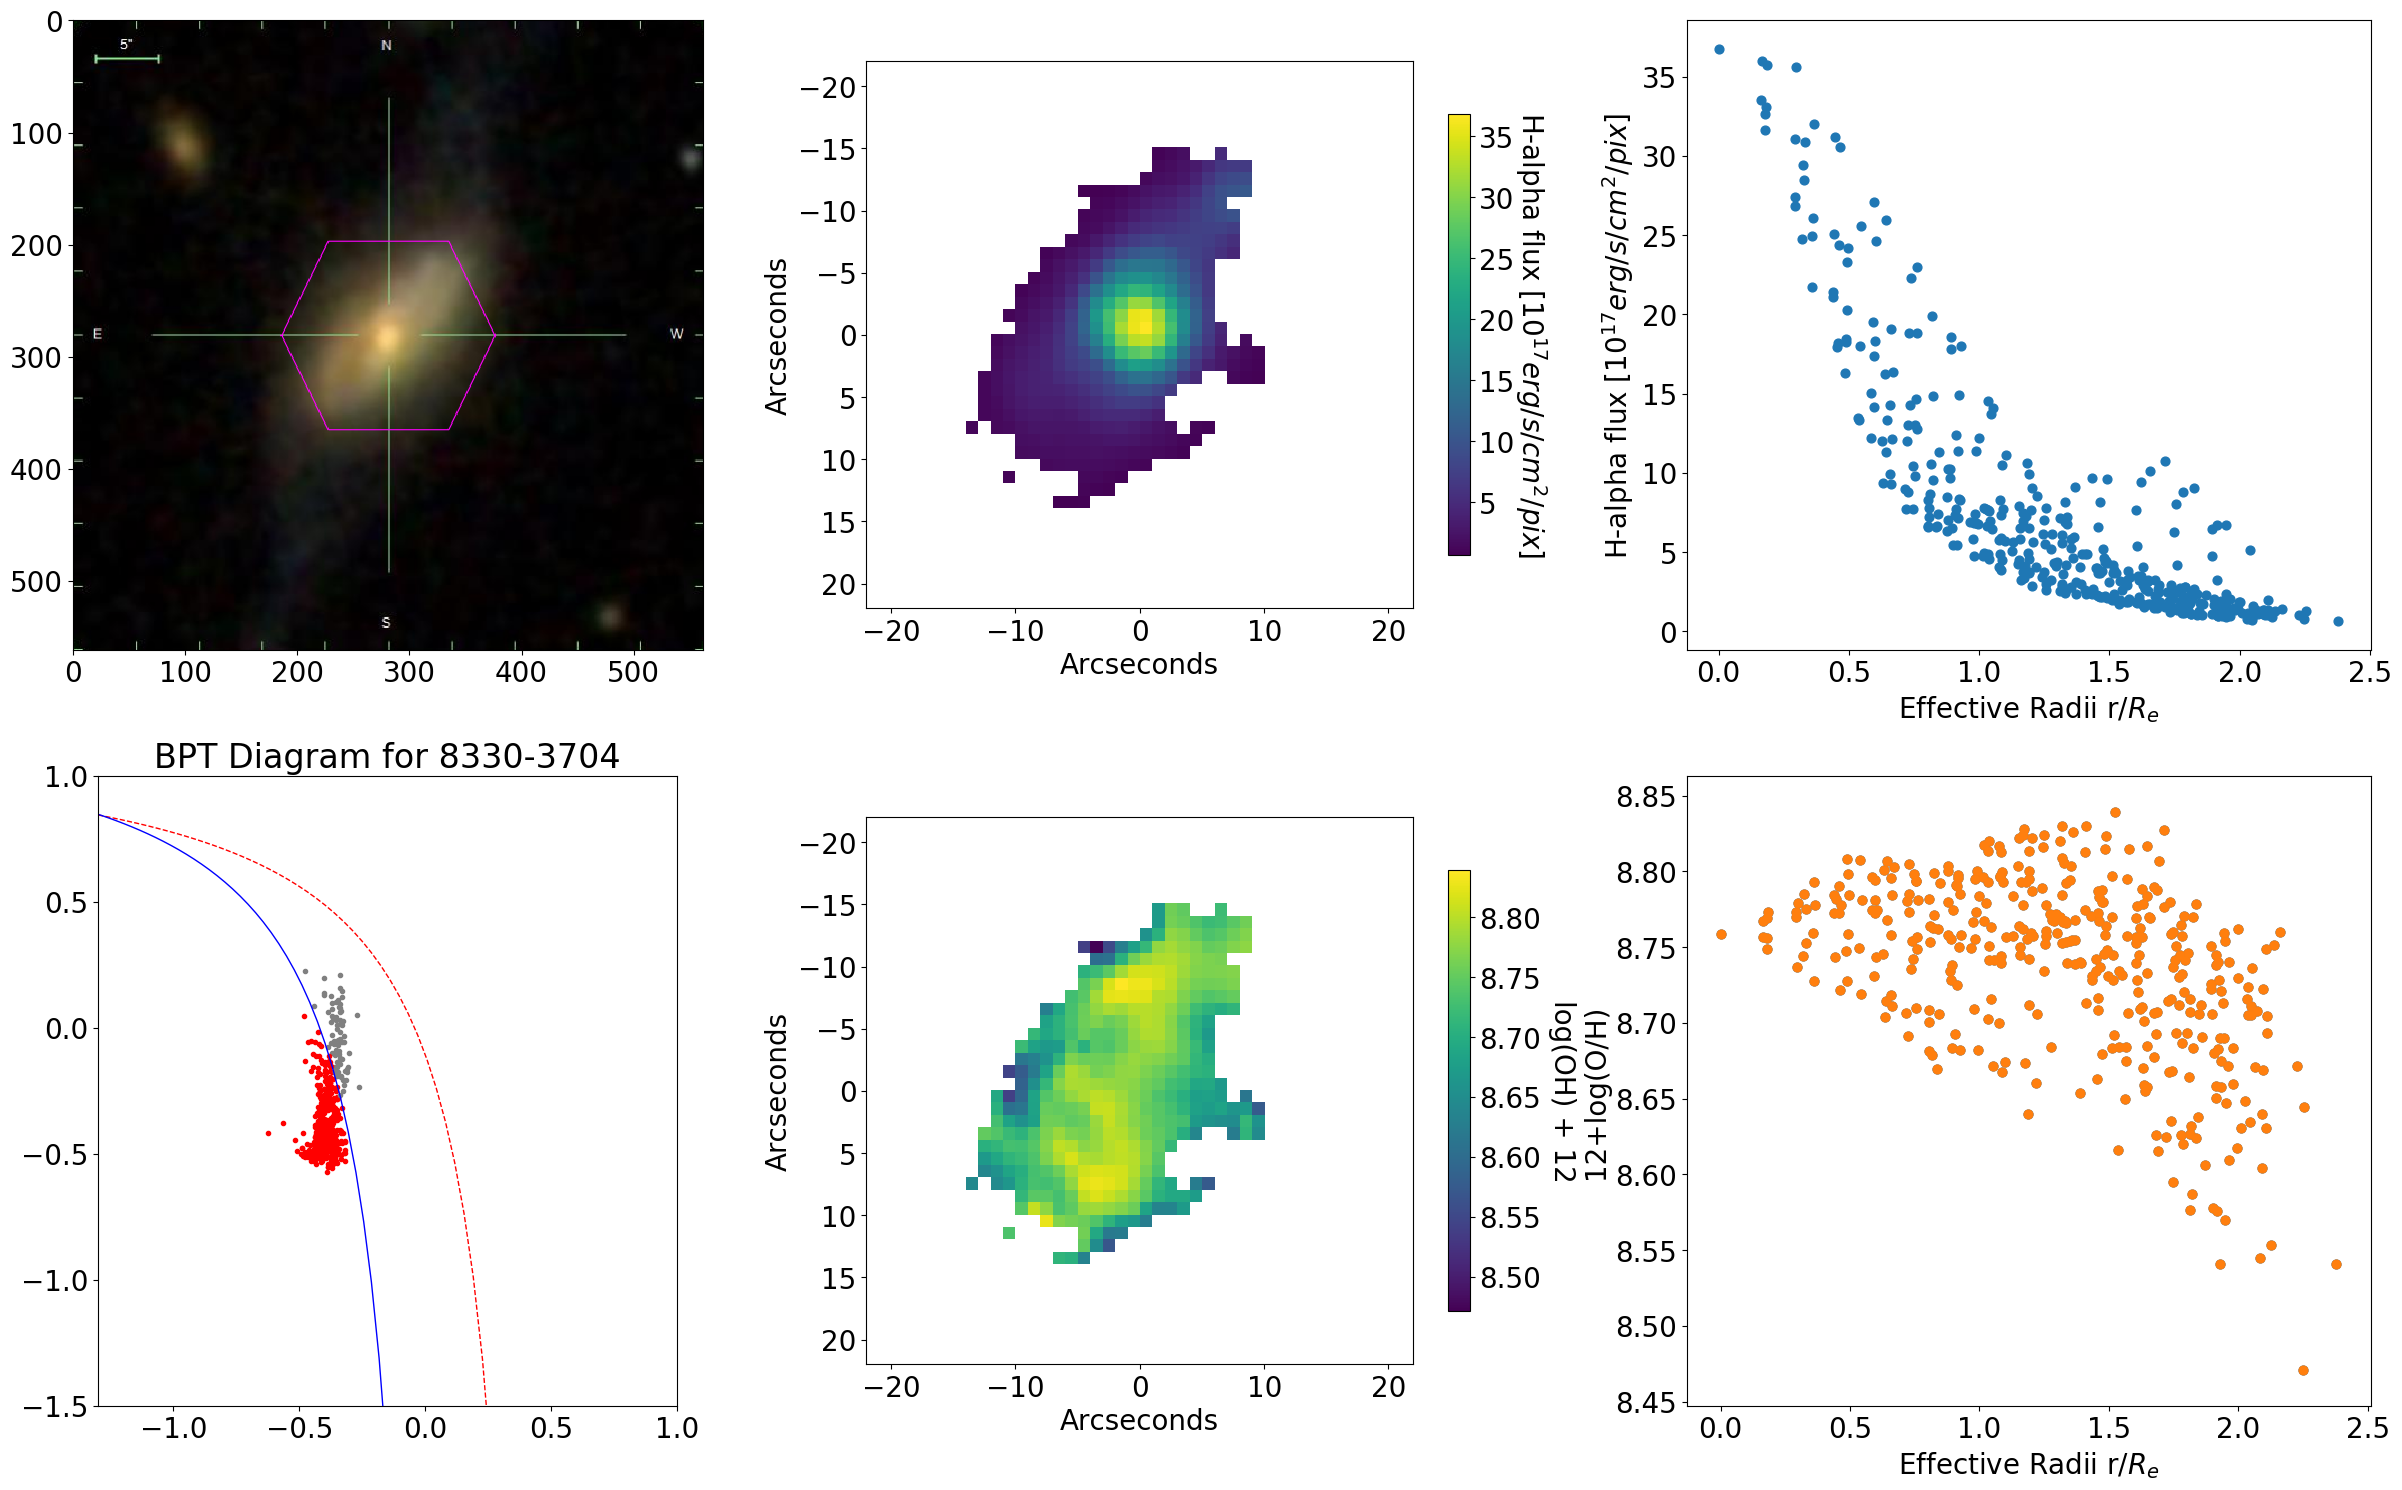 0
100
200
300
400
500
0 100 200 300 400 500
5"
N
E
W
S
−20
−15
−10
−5
0
5
10
15
20
−20 −10 0 10 20
Arcseconds
Arcseconds
35
30
25
20
15
10
5
H-alpha flux [10^17 erg/s/cm^2/pix]
35
30
25
20
15
10
5
0
H-alpha flux [10^17 erg/s/cm^2/pix]
0.0 0.5 1.0 1.5 2.0 2.5
Effective Radii r/R_e
BPT Diagram for 8330-3704
1.0
0.5
0.0
−0.5
−1.0
−1.5
−1.0 −0.5 0.0 0.5 1.0
−20
−15
−10
−5
0
5
10
15
20
−20 −10 0 10 20
Arcseconds
Arcseconds
8.80
8.75
8.70
8.65
8.60
8.55
8.50
log(O/H) + 12
12+log(O/H)
8.85
8.80
8.75
8.70
8.65
8.60
8.55
8.50
8.45
0.0 0.5 1.0 1.5 2.0 2.5
Effective Radii r/R_e